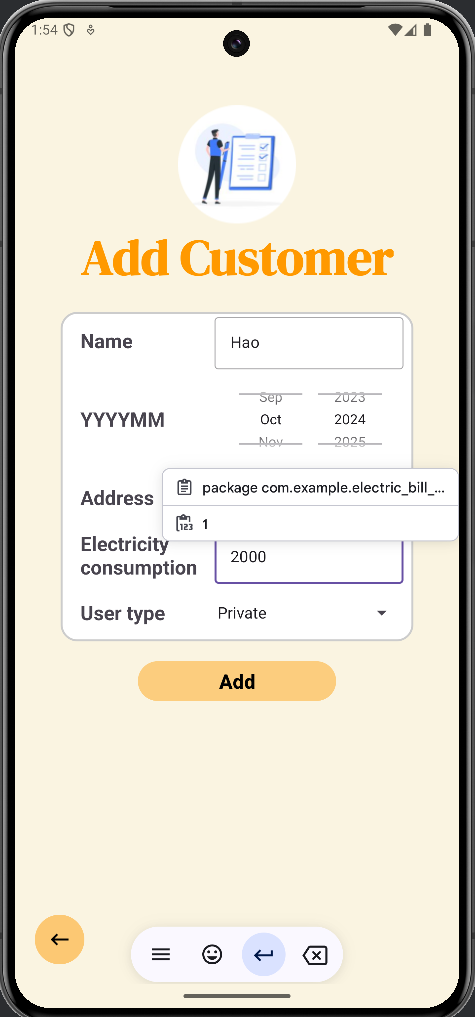 1:54
Add Customer
Name
Hao
Sep 2023
YYYYMM
Oct 2024
Nov 2025
package com.example.electric_bill_...
Address
123 1
Electricity
consumption
2000
User type
Private
Add